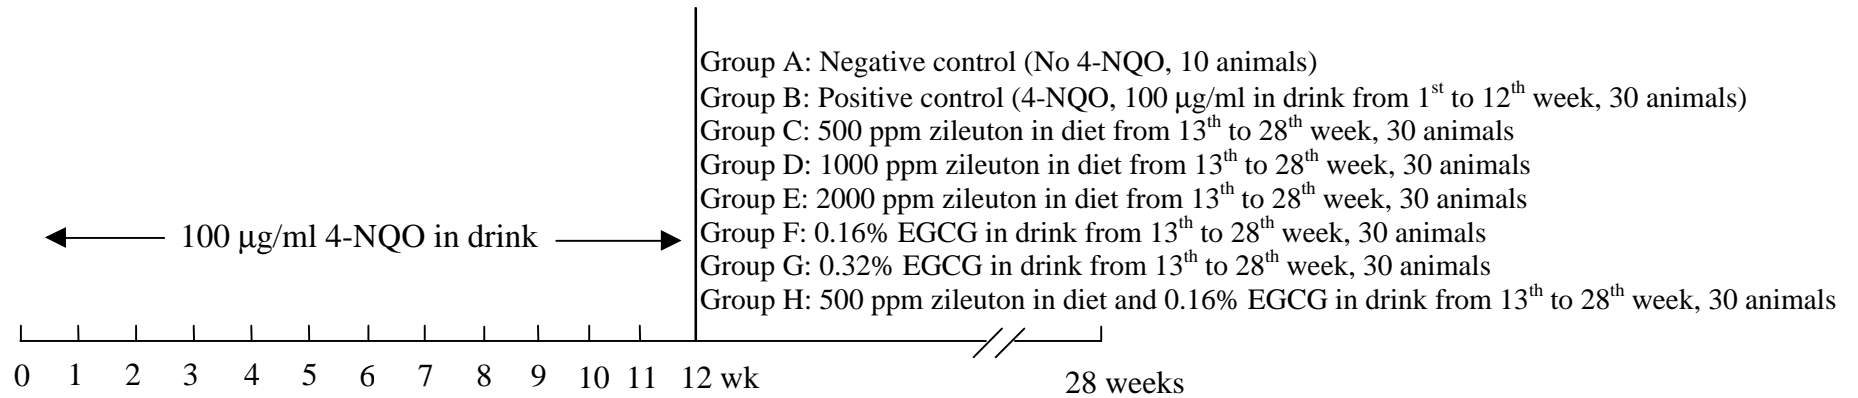 Group A: Negative control (No 4-NQO, 10 animals)
Group B: Positive control (4-NQO, 100 μg/ml in drink from 1st to 12th week, 30 animals)
Group C: 500 ppm zileuton in diet from 13th to 28th week, 30 animals
Group D: 1000 ppm zileuton in diet from 13th to 28th week, 30 animals
Group E: 2000 ppm zileuton in diet from 13th to 28th week, 30 animals
Group F: 0.16% EGCG in drink from 13th to 28th week, 30 animals
Group G: 0.32% EGCG in drink from 13th to 28th week, 30 animals
Group H: 500 ppm zileuton in diet and 0.16% EGCG in drink from 13th to 28th week, 30 animals
100 μg/ml 4-NQO in drink
0 1 2 3 4 5 6 7 8 9 10 11 12 wk 28 weeks